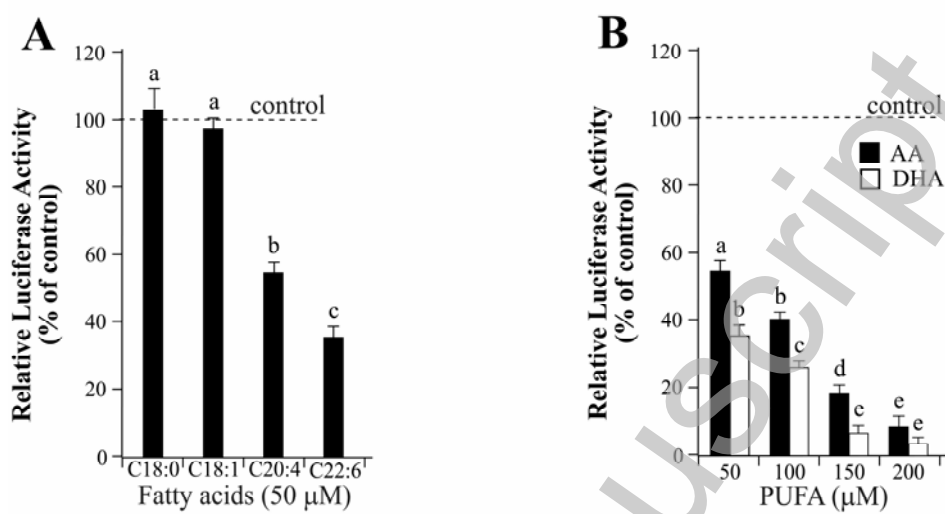 A
Relative Luciferase Activity
(% of control)
120
100
80
60
40
20
0
a
a
b
c
control
C18:0 C18:1 C20:4 C22:6
Fatty acids (50 µM)
B
Relative Luciferase Activity
(% of control)
120
100
80
60
40
20
0
control
AA
DHA
a
b
b
c
d
e
e
e
50 100 150 200
PUFA (µM)
uscript